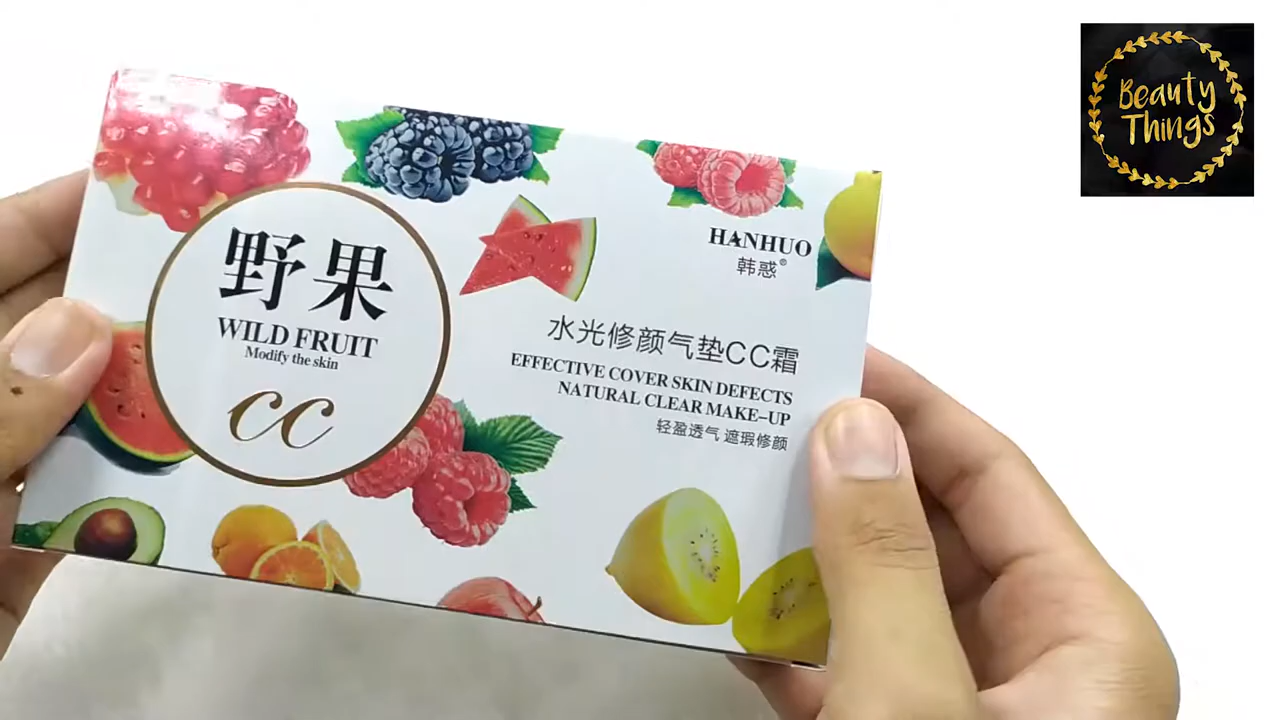 Beauty
Things
HANHUO
韩惑®
野果
WILD FRUIT
Modify the skin
CC
水光修颜气垫CC霜
EFFECTIVE COVER SKIN DEFECTS
NATURAL CLEAR MAKE-UP
轻盈透气 遮瑕修颜